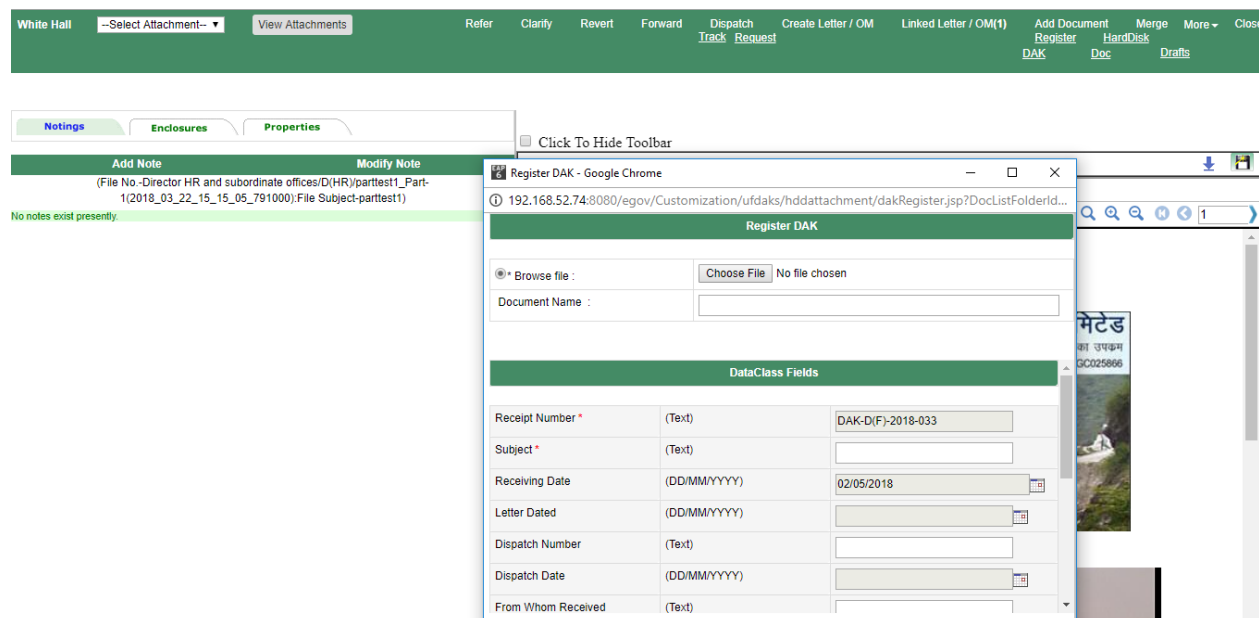 White Hall --Select Attachment-- View Attachments Refer Clarify Revert Forward Dispatch Create Letter / OM Linked Letter / OM(1) Add Document Merge More Close
Track Request Register HardDisk
DAK Doc Drafts
Notings Enclosures Properties
Click To Hide Toolbar
Add Note Modify Note
(File No.-Director HR and subordinate offices/D(HR)/parttest1_Part-
1(2018_03_22_15_15_05_791000):File Subject-parttest1)
No notes exist presently.
Register DAK - Google Chrome
192.168.52.74:8080/egov/Customization/ufdaks/hddattachment/dakRegister.jsp?DocListFolderId...
1
Register DAK
* Browse file : Choose File No file chosen
Document Name :
मिटेड
का उपक्रम
GC025866
DataClass Fields
Receipt Number * (Text) DAK-D(F)-2018-033
Subject * (Text)
Receiving Date (DD/MM/YYYY) 02/05/2018
Letter Dated (DD/MM/YYYY)
Dispatch Number (Text)
Dispatch Date (DD/MM/YYYY)
From Whom Received (Text)